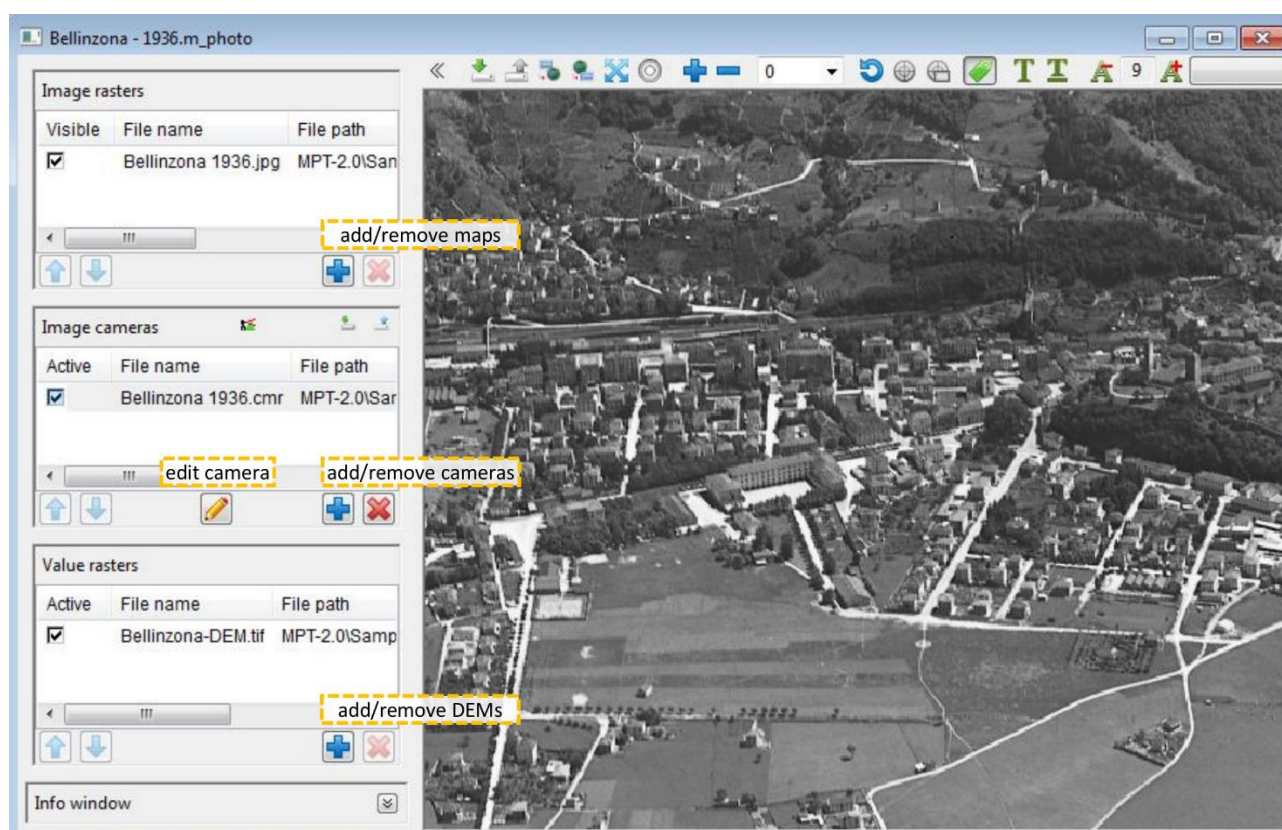 Bellinzona - 1936.m_photo
0
T T A 9 A
Image rasters
Visible File name File path
Bellinzona 1936.jpg MPT-2.0\San
add/remove maps
Image cameras
Active File name File path
Bellinzona 1936.cmr MPT-2.0\Sar
edit camera add/remove cameras
Value rasters
Active File name File path
Bellinzona-DEM.tif MPT-2.0\Samp
add/remove DEMs
Info window